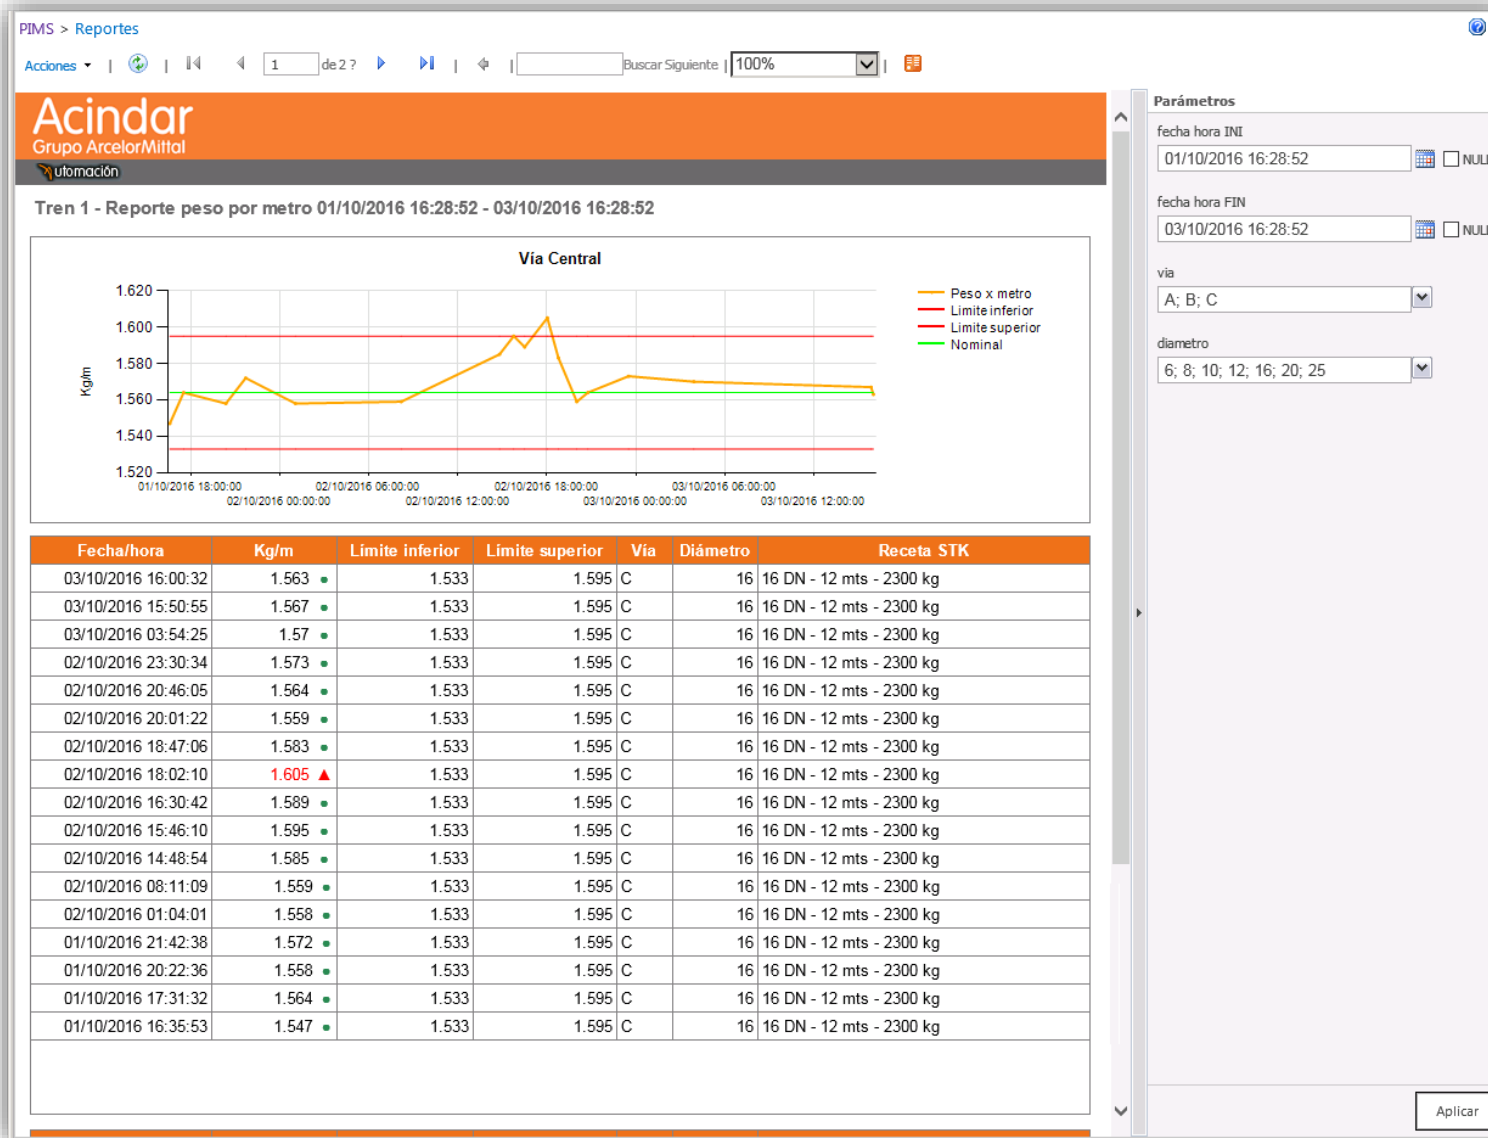 PIMS > Reportes
Acciones | | 1 de 2 ? | | Buscar Siguiente | 100% |
Acindar
Grupo ArcelorMittal
utomación
Tren 1 - Reporte peso por metro 01/10/2016 16:28:52 - 03/10/2016 16:28:52
Vía Central
1.620
1.600
1.580
1.560
1.540
1.520
Kg/m
Peso x metro
Limite inferior
Limite superior
Nominal
01/10/2016 18:00:00 02/10/2016 06:00:00 02/10/2016 18:00:00 03/10/2016 06:00:00
02/10/2016 00:00:00 02/10/2016 12:00:00 03/10/2016 00:00:00 03/10/2016 12:00:00
Fecha/hora Kg/m Límite inferior Límite superior Vía Diámetro Receta STK
03/10/2016 16:00:32 1.563 1.533 1.595 C 16 16 DN - 12 mts - 2300 kg
03/10/2016 15:50:55 1.567 1.533 1.595 C 16 16 DN - 12 mts - 2300 kg
03/10/2016 03:54:25 1.57 1.533 1.595 C 16 16 DN - 12 mts - 2300 kg
02/10/2016 23:30:34 1.573 1.533 1.595 C 16 16 DN - 12 mts - 2300 kg
02/10/2016 20:46:05 1.564 1.533 1.595 C 16 16 DN - 12 mts - 2300 kg
02/10/2016 20:01:22 1.559 1.533 1.595 C 16 16 DN - 12 mts - 2300 kg
02/10/2016 18:47:06 1.583 1.533 1.595 C 16 16 DN - 12 mts - 2300 kg
02/10/2016 18:02:10 1.605 1.533 1.595 C 16 16 DN - 12 mts - 2300 kg
02/10/2016 16:30:42 1.589 1.533 1.595 C 16 16 DN - 12 mts - 2300 kg
02/10/2016 15:46:10 1.595 1.533 1.595 C 16 16 DN - 12 mts - 2300 kg
02/10/2016 14:48:54 1.585 1.533 1.595 C 16 16 DN - 12 mts - 2300 kg
02/10/2016 08:11:09 1.559 1.533 1.595 C 16 16 DN - 12 mts - 2300 kg
02/10/2016 01:04:01 1.558 1.533 1.595 C 16 16 DN - 12 mts - 2300 kg
01/10/2016 21:42:38 1.572 1.533 1.595 C 16 16 DN - 12 mts - 2300 kg
01/10/2016 20:22:36 1.558 1.533 1.595 C 16 16 DN - 12 mts - 2300 kg
01/10/2016 17:31:32 1.564 1.533 1.595 C 16 16 DN - 12 mts - 2300 kg
01/10/2016 16:35:53 1.547 1.533 1.595 C 16 16 DN - 12 mts - 2300 kg
Parámetros
fecha hora INI
01/10/2016 16:28:52
fecha hora FIN
03/10/2016 16:28:52
via
A; B; C
diametro
6; 8; 10; 12; 16; 20; 25
Aplicar